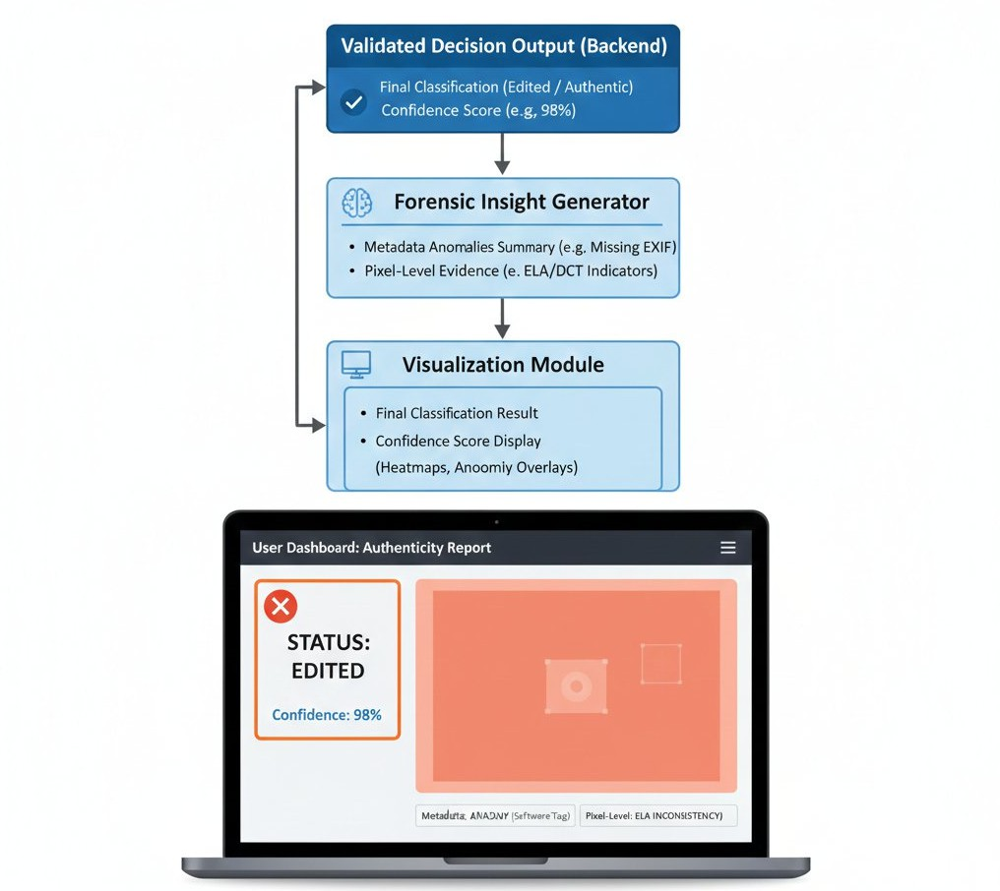 Validated Decision Output (Backend)
Final Classification (Edited / Authentic)
Confidence Score (e.g, 98%)
Forensic Insight Generator
• Metadata Anomalies Summary (e.g. Missing EXIF)
• Pixel-Level Evidence (e. ELA/DCT Indicators)
Visualization Module
• Final Classification Result
• Confidence Score Display
(Heatmaps, Anoomiy Overlays)
User Dashboard: Authenticity Report
STATUS:
EDITED
Confidence: 98%
(Software Tag)
Pixel-Level: ELA INCONSISTENCY)